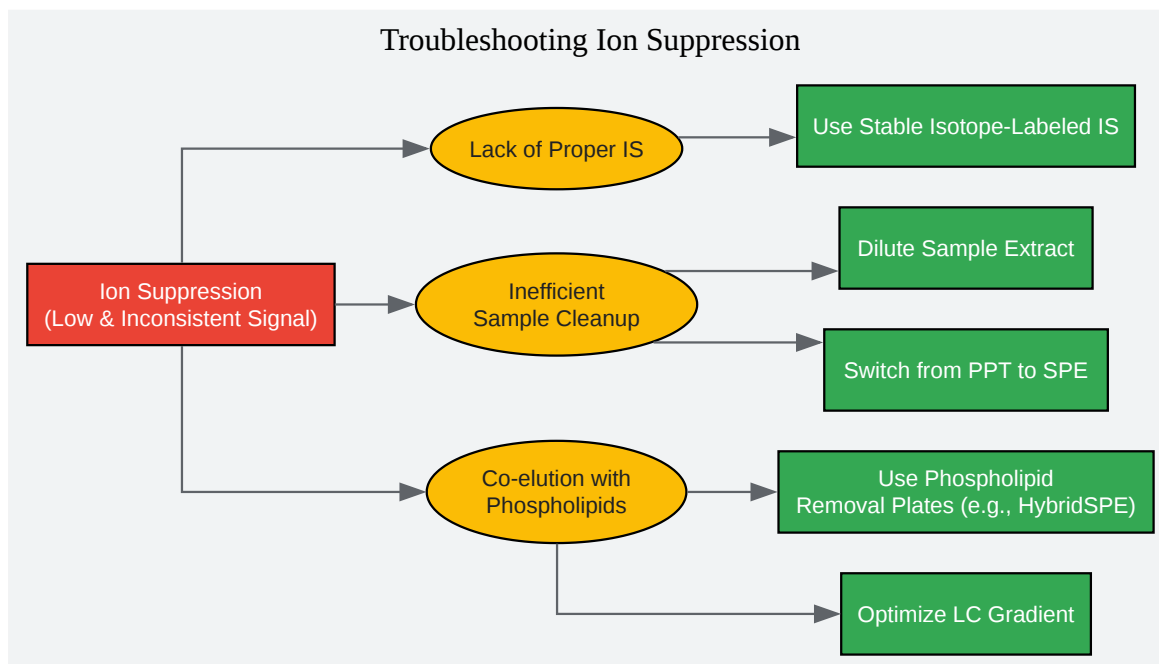 Troubleshooting Ion Suppression
Ion Suppression
(Low & Inconsistent Signal)
Lack of Proper IS
Use Stable Isotope-Labeled IS
Inefficient
Sample Cleanup
Dilute Sample Extract
Switch from PPT to SPE
Co-elution with
Phospholipids
Use Phospholipid
Removal Plates (e.g., HybridSPE)
Optimize LC Gradient